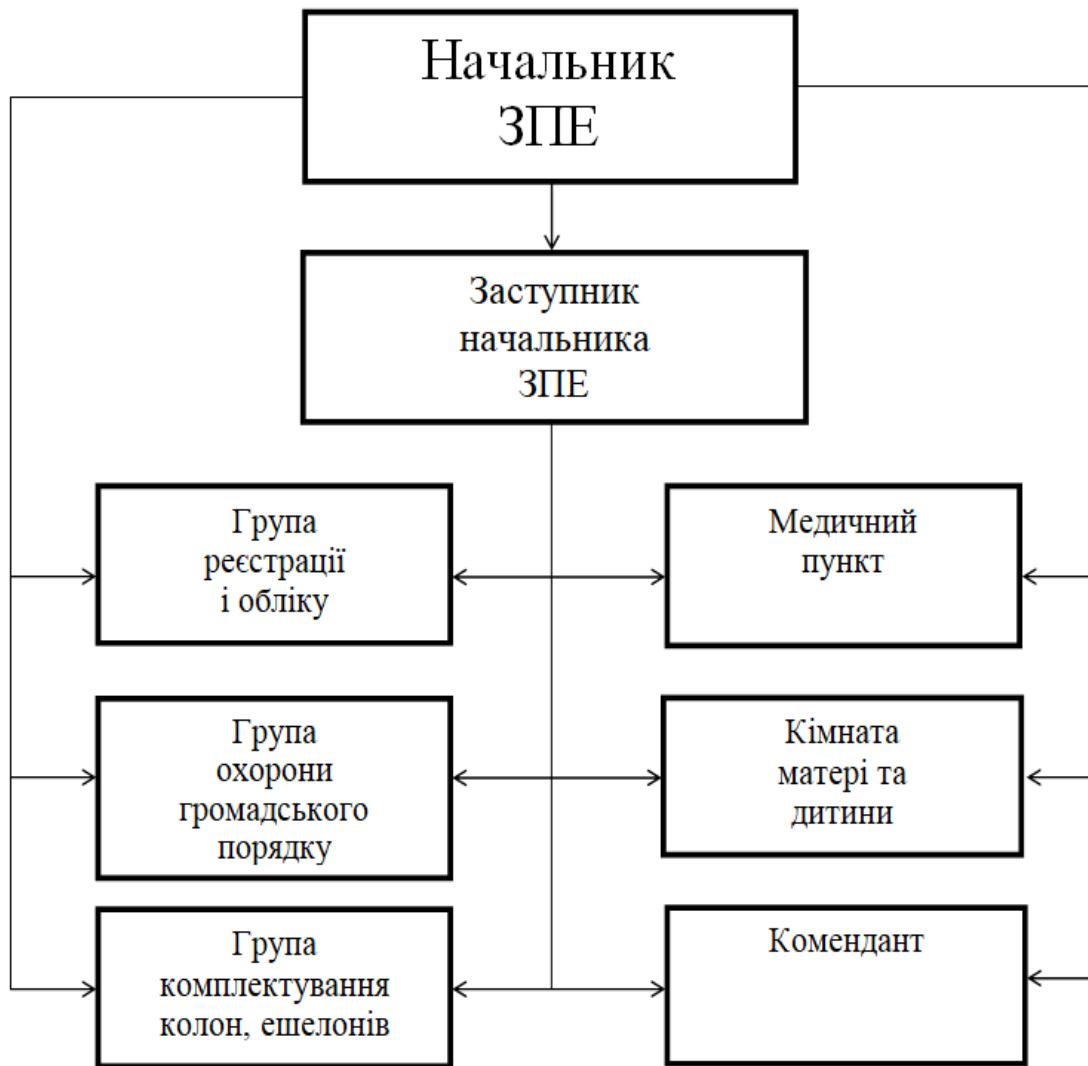 Начальник
ЗПЕ
Заступник
начальника
ЗПЕ
Група
реєстрації
і обліку
Медичний
пункт
Група
охорони
громадського
порядку
Кімната
матері та
дитини
Група
комплектування
колон, ешелонів
Комендант